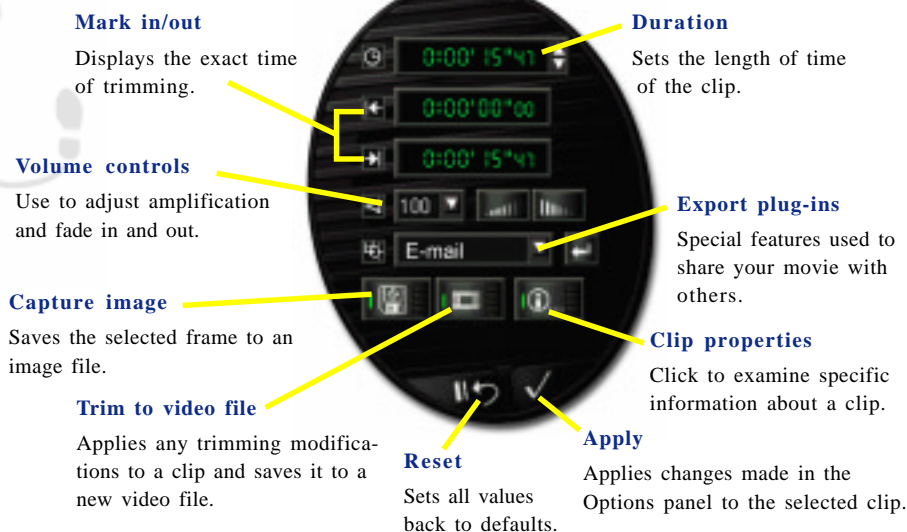 Mark in/out
Displays the exact time
of trimming.
Duration
Sets the length of time
of the clip.
0:00'15"47
0:00'00"00
0:00'15"47
Volume controls
Use to adjust amplification
and fade in and out.
100
Export plug-ins
Special features used to
share your movie with
others.
E-mail
Capture image
Saves the selected frame to an
image file.
Clip properties
Click to examine specific
information about a clip.
Trim to video file
Applies any trimming modifica-
tions to a clip and saves it to a
new video file.
Reset
Sets all values
back to defaults.
Apply
Applies changes made in the
Options panel to the selected clip.